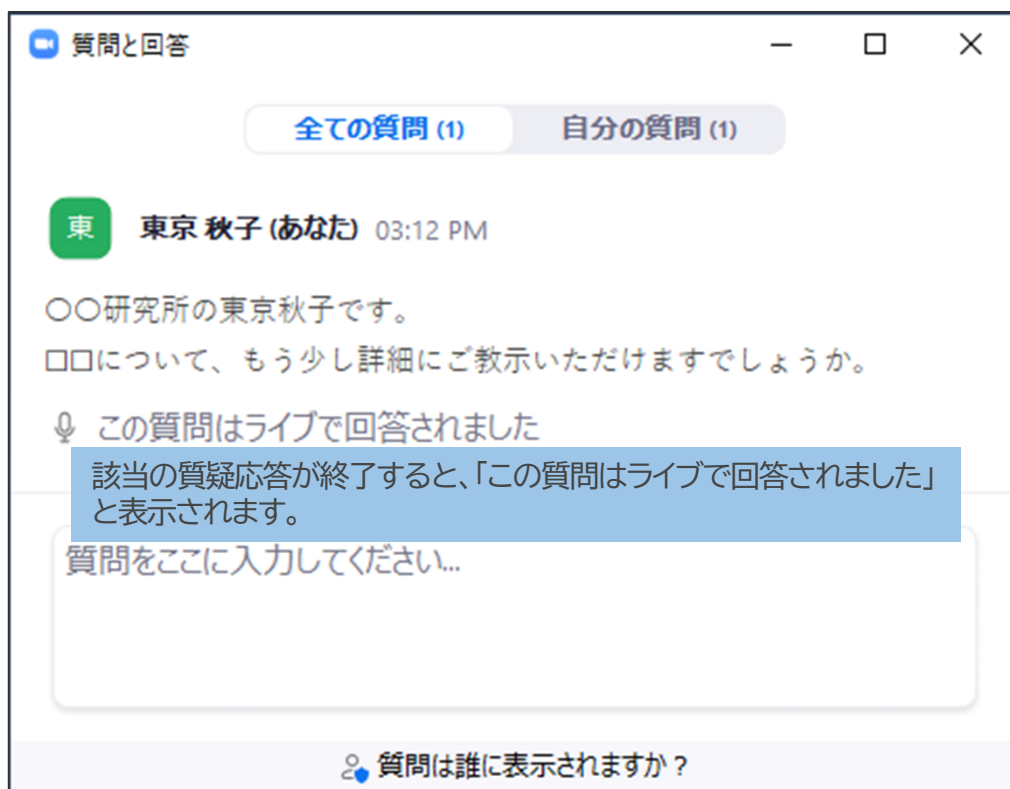 質問と回答
全ての質問 (1) 自分の質問 (1)
東 東京 秋子 (あなた) 03:12 PM
〇〇研究所の東京秋子です。
□□について、もう少し詳細にご教示いただけますでしょうか。
この質問はライブで回答されました
該当の質疑応答が終了すると、「この質問はライブで回答されました」
と表示されます。
質問をここに入力してください...
質問は誰に表示されますか？